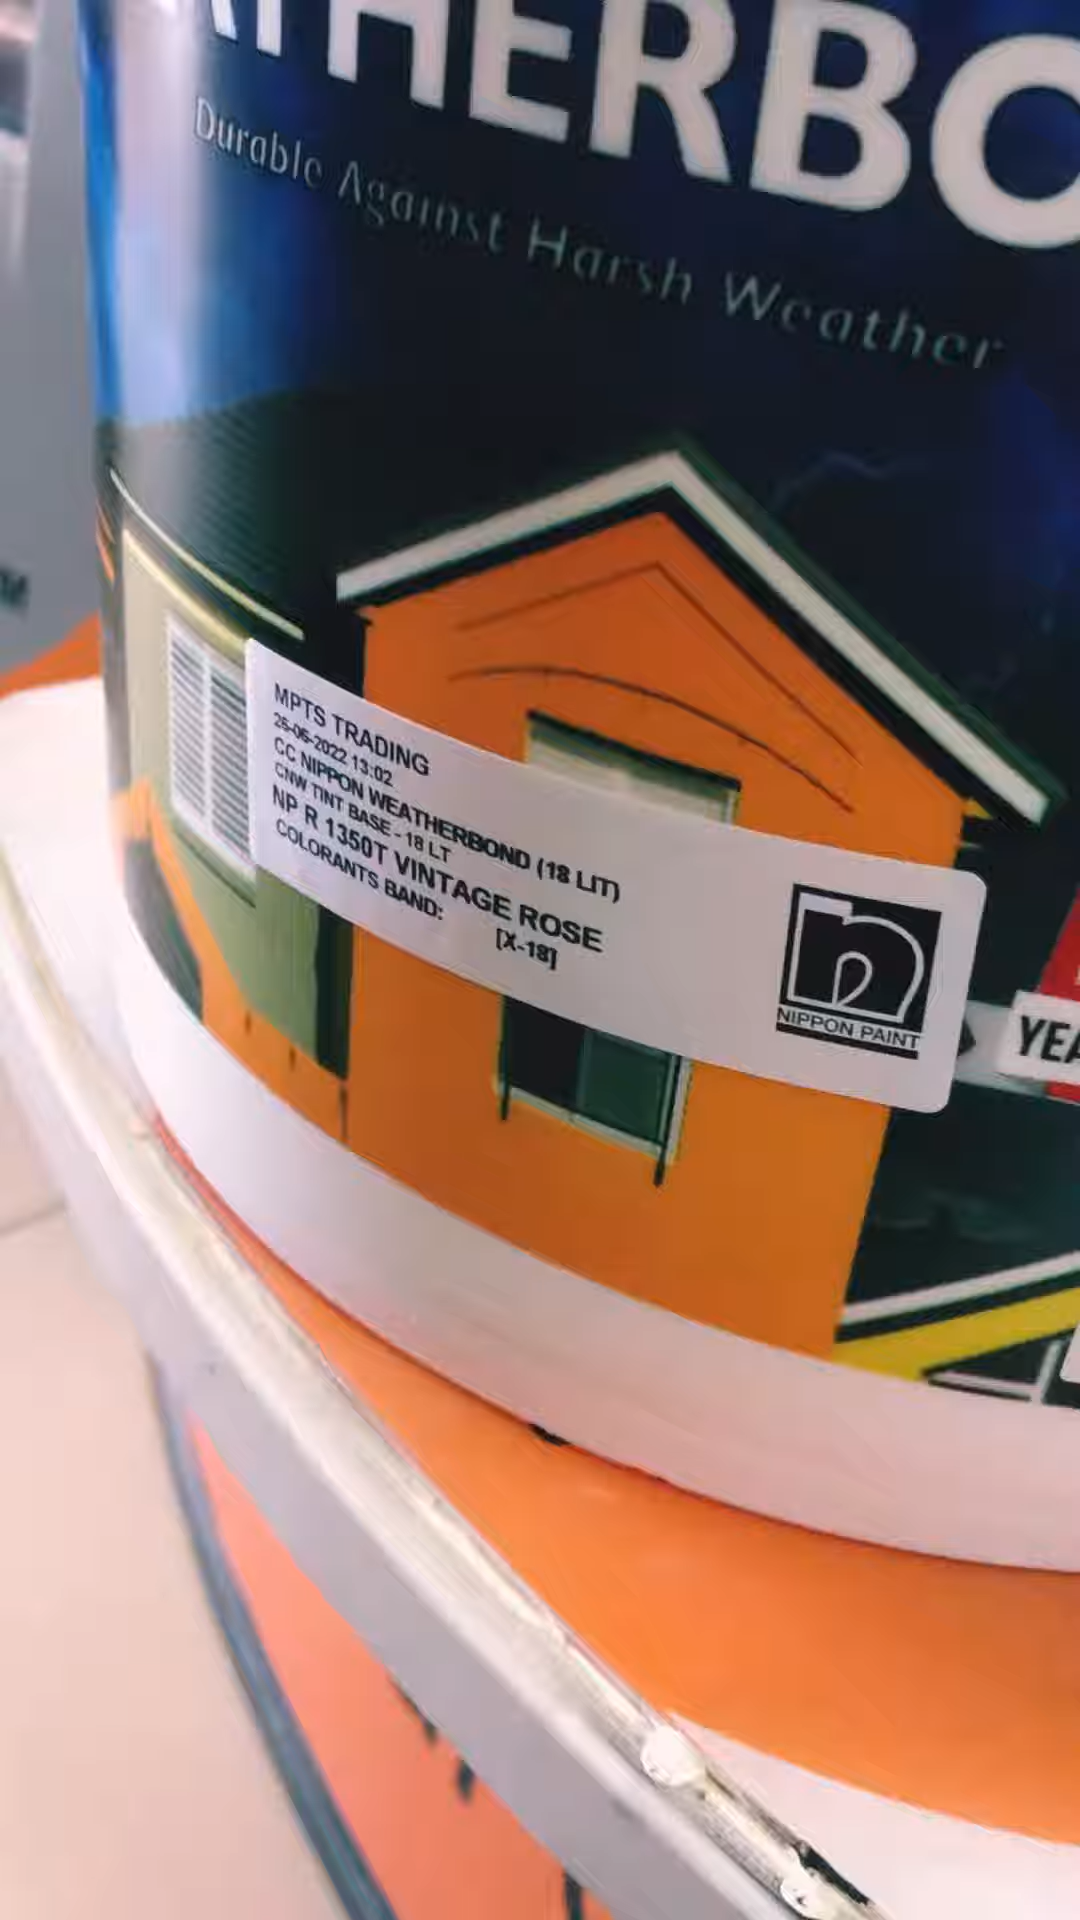 THERBO
Durable Against Harsh Weather
MPTS TRADING
26-06-2022 13:02
CC NIPPON WEATHERBOND (18 LIT)
CNW TINT BASE - 18 LT
NP R 1350T VINTAGE ROSE
COLORANTS BAND:
[X-18]
NIPPON PAINT
YEA